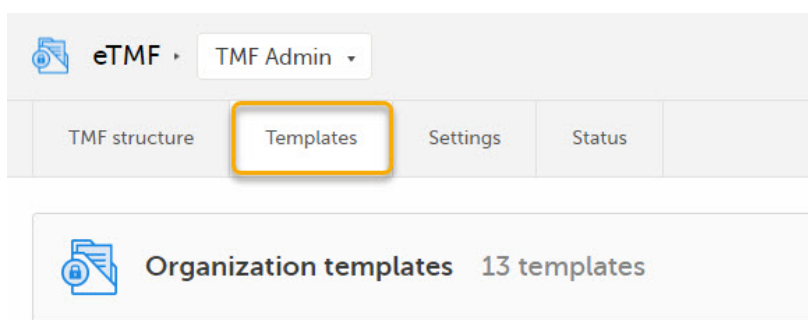 eTMF TMF Admin
TMF structure Templates Settings Status
Organization templates 13 templates